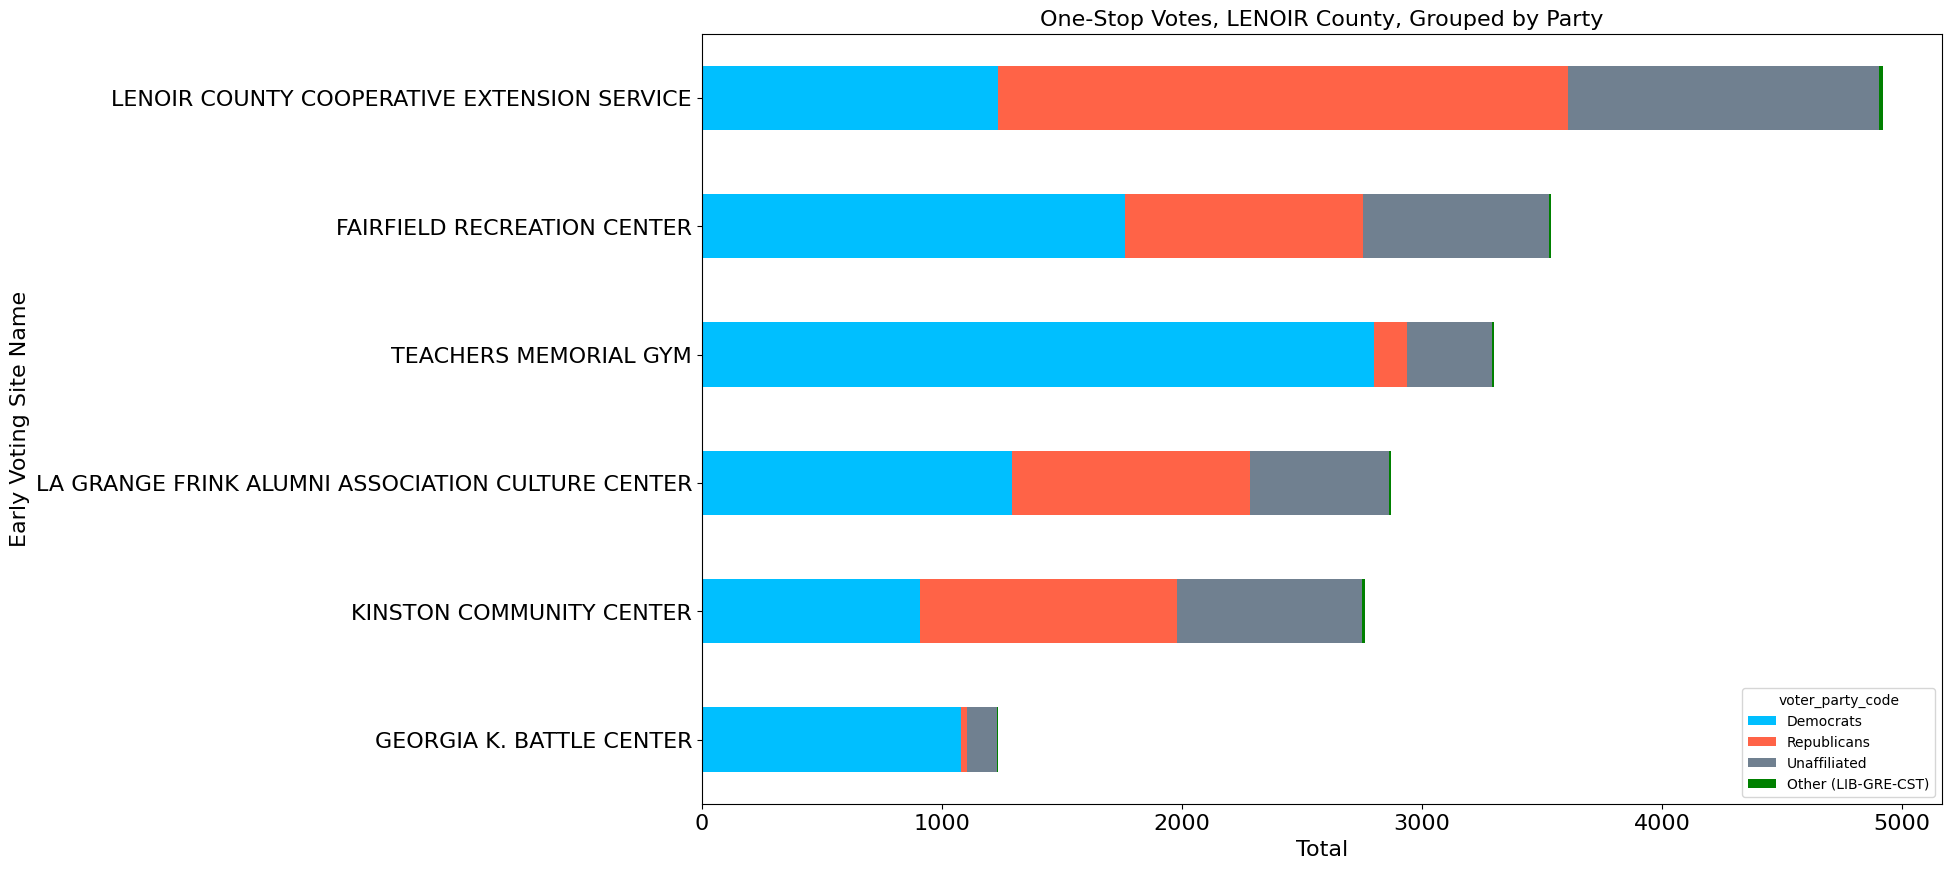 One-Stop Votes, LENOIR County, Grouped by Party
Early Voting Site Name
LENOIR COUNTY COOPERATIVE EXTENSION SERVICE
FAIRFIELD RECREATION CENTER
TEACHERS MEMORIAL GYM
LA GRANGE FRINK ALUMNI ASSOCIATION CULTURE CENTER
KINSTON COMMUNITY CENTER
GEORGIA K. BATTLE CENTER
voter_party_code
Democrats
Republicans
Unaffiliated
Other (LIB-GRE-CST)
0 1000 2000 3000 4000 5000
Total